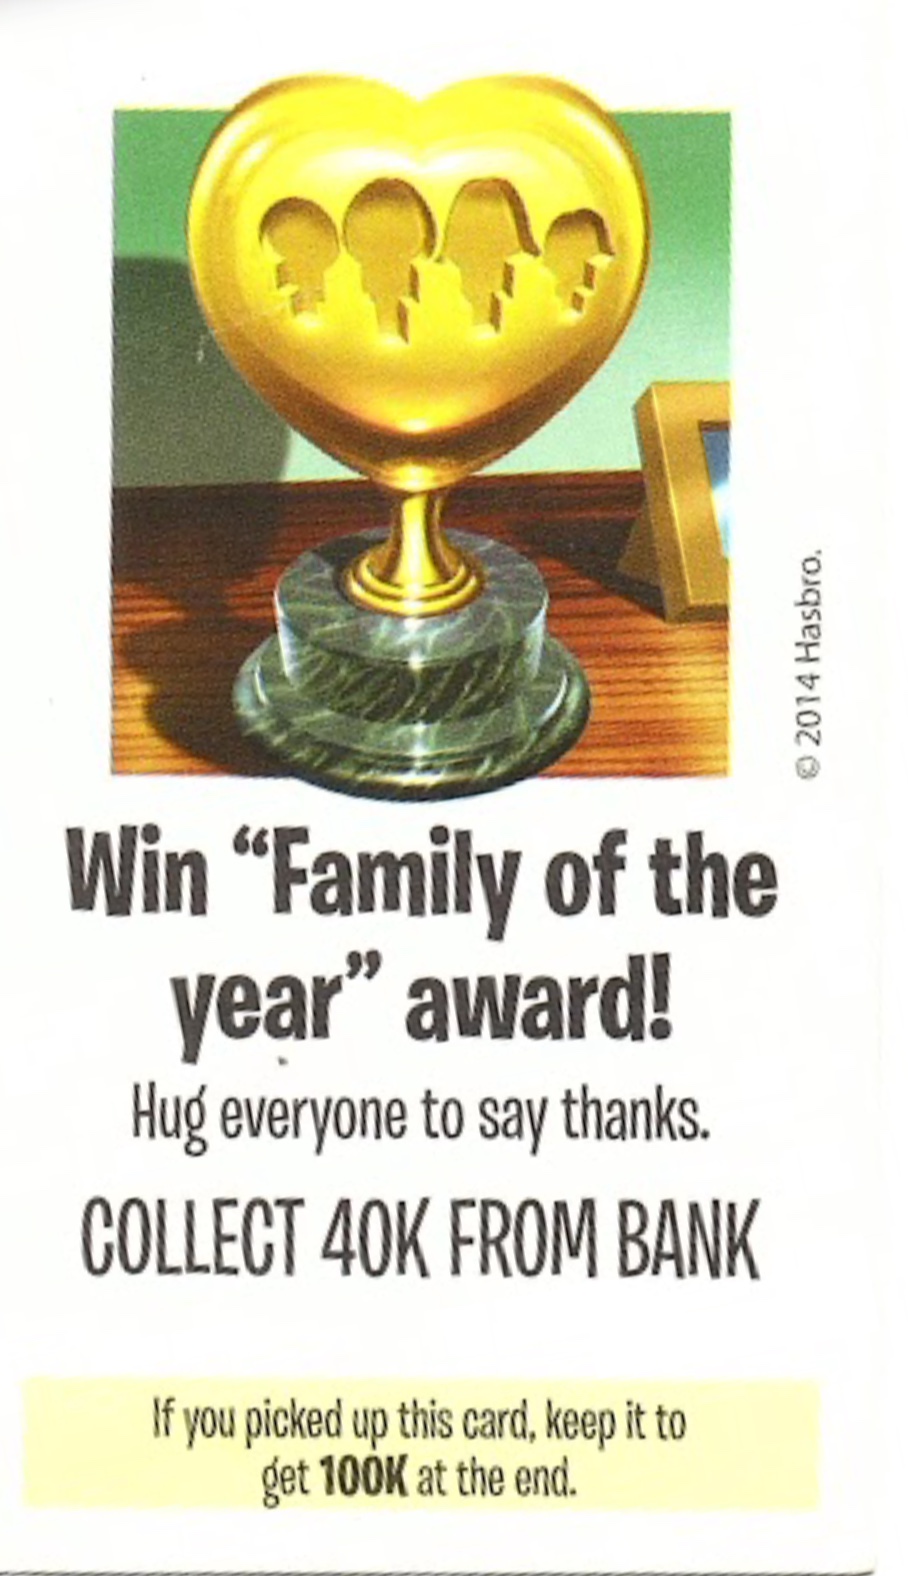 © 2014 Hasbro.
Win “Family of the
year” award!
Hug everyone to say thanks.
COLLECT 40K FROM BANK
If you picked up this card, keep it to
get 100K at the end.